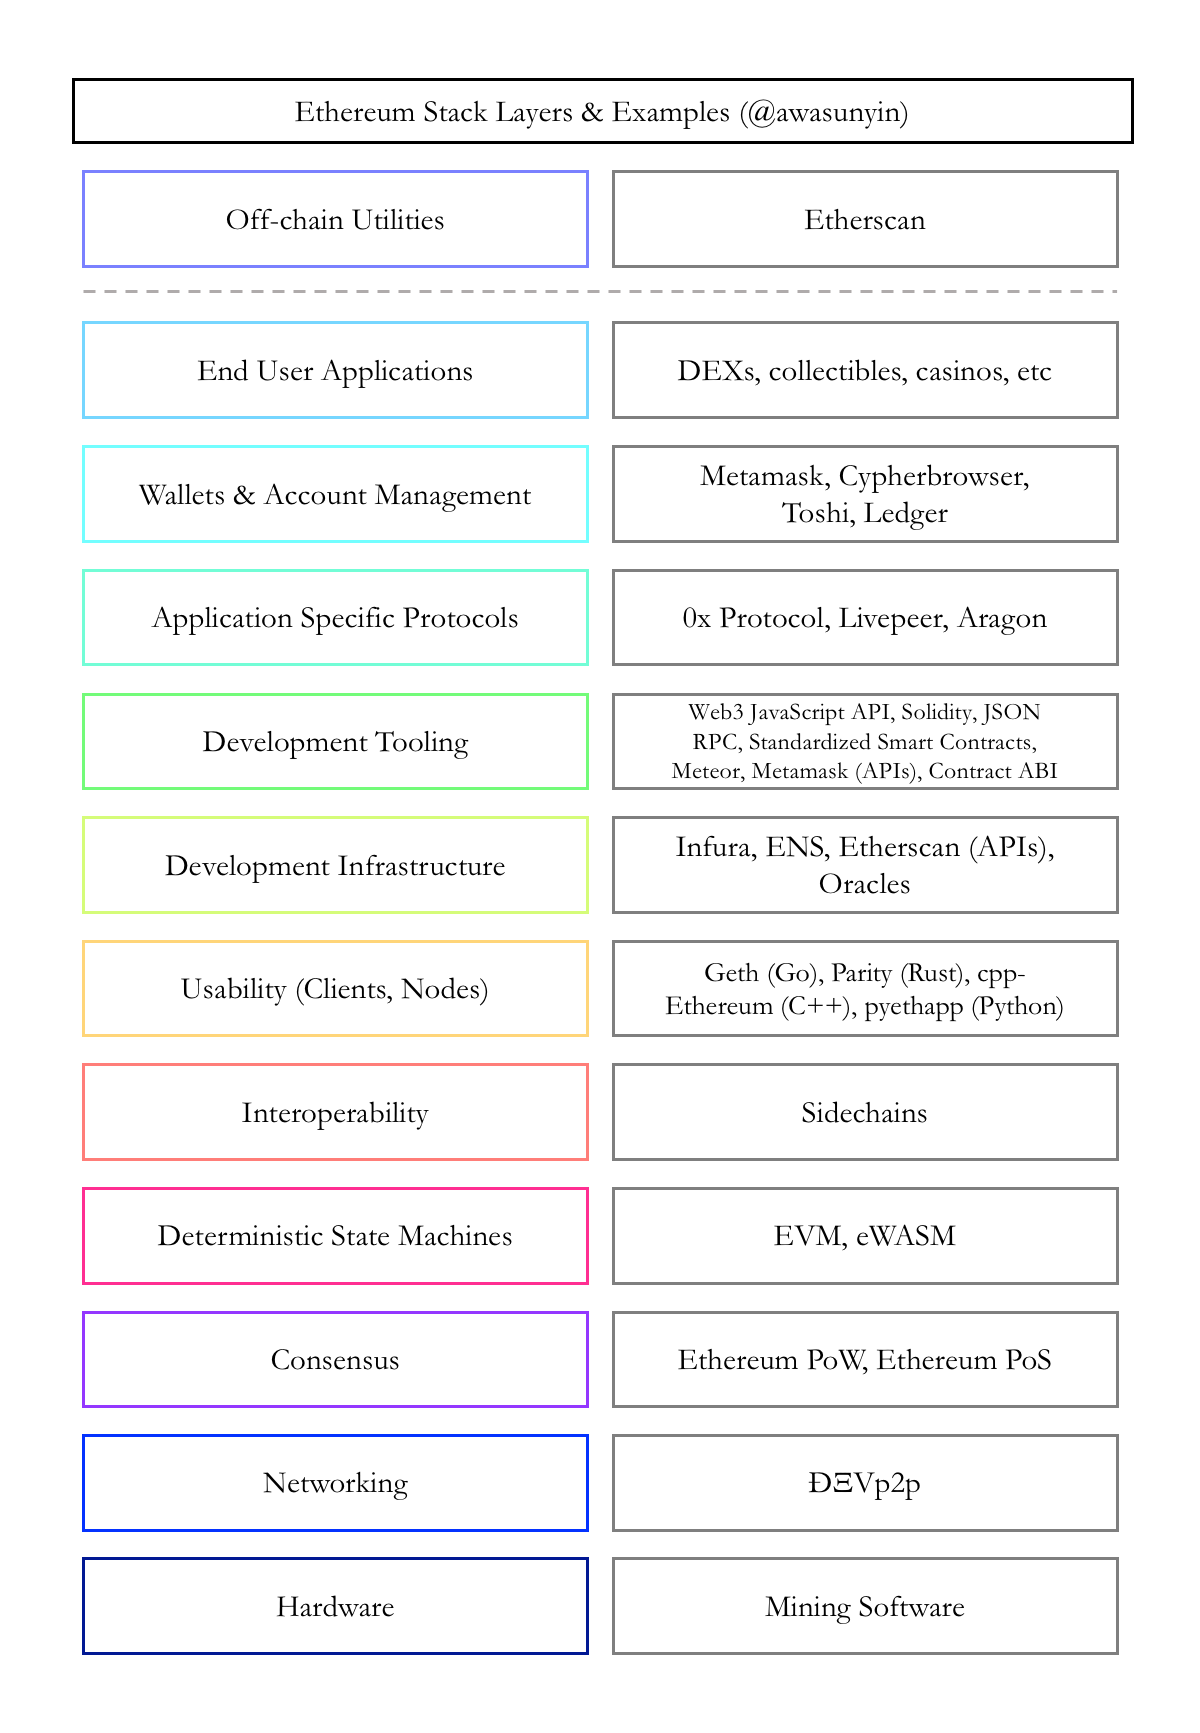 Ethereum Stack Layers & Examples (@awasunyin)
Off-chain Utilities
Etherscan
End User Applications
DEXs, collectibles, casinos, etc
Wallets & Account Management
Metamask, Cypherbrowser,
Toshi, Ledger
Application Specific Protocols
0x Protocol, Livepeer, Aragon
Development Tooling
Web3 JavaScript API, Solidity, JSON
RPC, Standardized Smart Contracts,
Meteor, Metamask (APIs), Contract ABI
Development Infrastructure
Infura, ENS, Etherscan (APIs),
Oracles
Usability (Clients, Nodes)
Geth (Go), Parity (Rust), cpp-
Ethereum (C++), pyethapp (Python)
Interoperability
Sidechains
Deterministic State Machines
EVM, eWASM
Consensus
Ethereum PoW, Ethereum PoS
Networking
ÐΞVp2p
Hardware
Mining Software